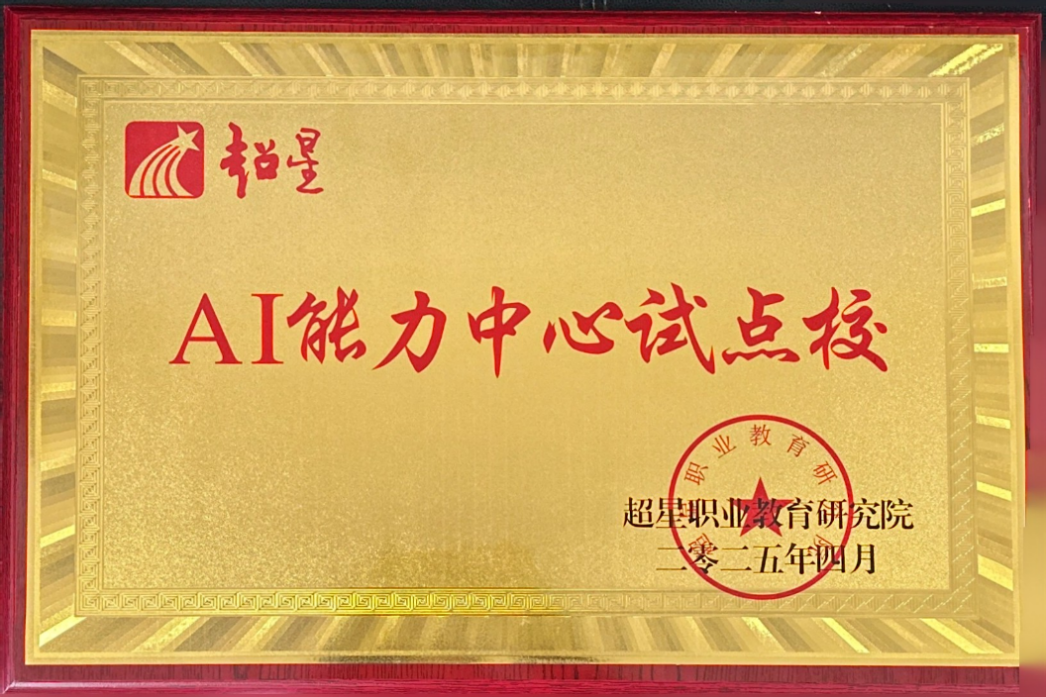 超星
AI能力中心试点校
职业教育研
超星职业教育研究院
二零二五年四月